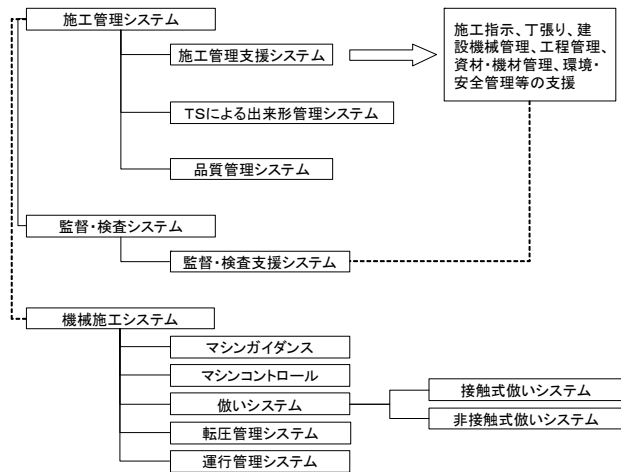 施工管理システム
施工管理支援システム
施工指示、丁張り、建
設機械管理、工程管理、
資材・機材管理、環境・
安全管理等の支援
TSによる出来形管理システム
品質管理システム
監督・検査システム
監督・検査支援システム
機械施工システム
マシンガイダンス
マシンコントロール
倣いシステム
接触式倣いシステム
非接触式倣いシステム
転圧管理システム
運行管理システム